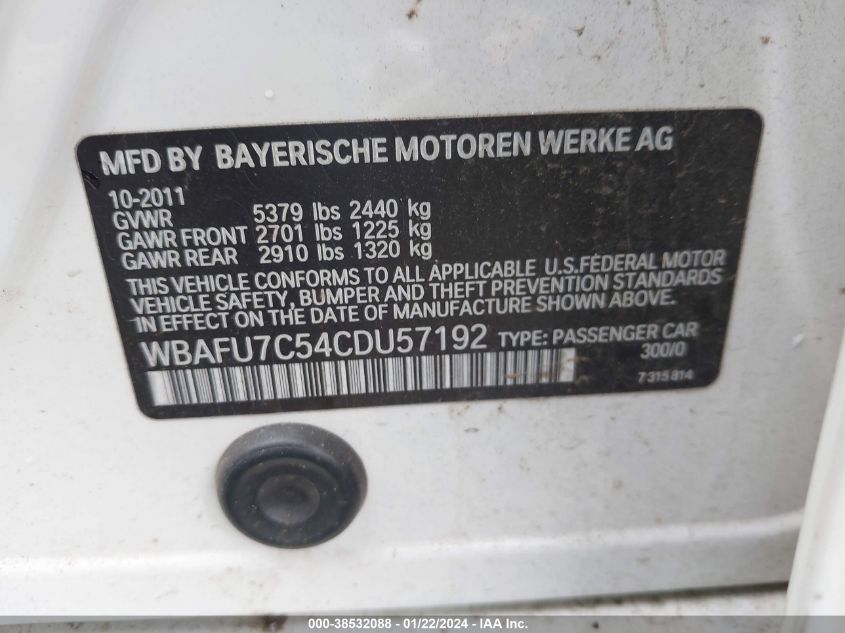 MFD BY BAYERISCHE MOTOREN WERKE AG
10-2011
GVWR 5379 lbs 2440 kg
GAWR FRONT 2701 lbs 1225 kg
GAWR REAR 2910 lbs 1320 kg
THIS VEHICLE CONFORMS TO ALL APPLICABLE U.S.FEDERAL MOTOR
VEHICLE SAFETY, BUMPER AND THEFT PREVENTION STANDARDS
IN EFFECT ON THE DATE OF MANUFACTURE SHOWN ABOVE.
WBAFU7C54CDU57192 TYPE: PASSENGER CAR
300/0
7315814
000-38532088 - 01/22/2024 - IAA Inc.